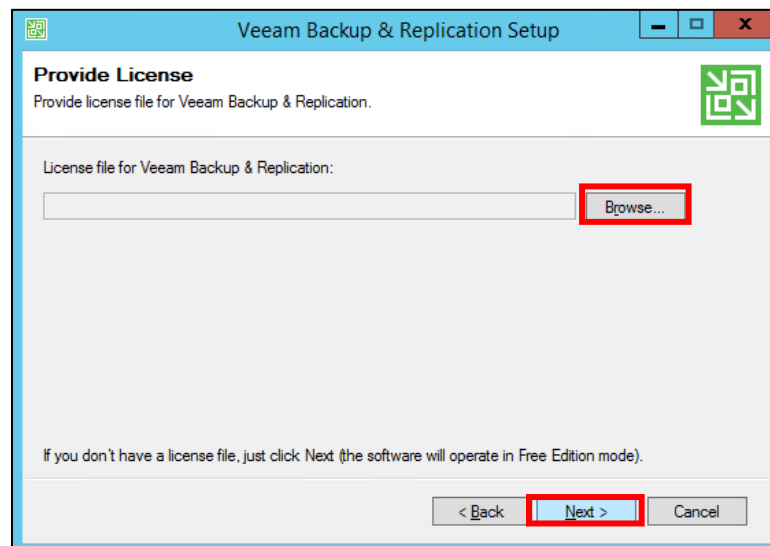 Veeam Backup & Replication Setup
Provide License
Provide license file for Veeam Backup & Replication.
License file for Veeam Backup & Replication:
Browse...
If you don't have a license file, just click Next (the software will operate in Free Edition mode).
< Back Next > Cancel